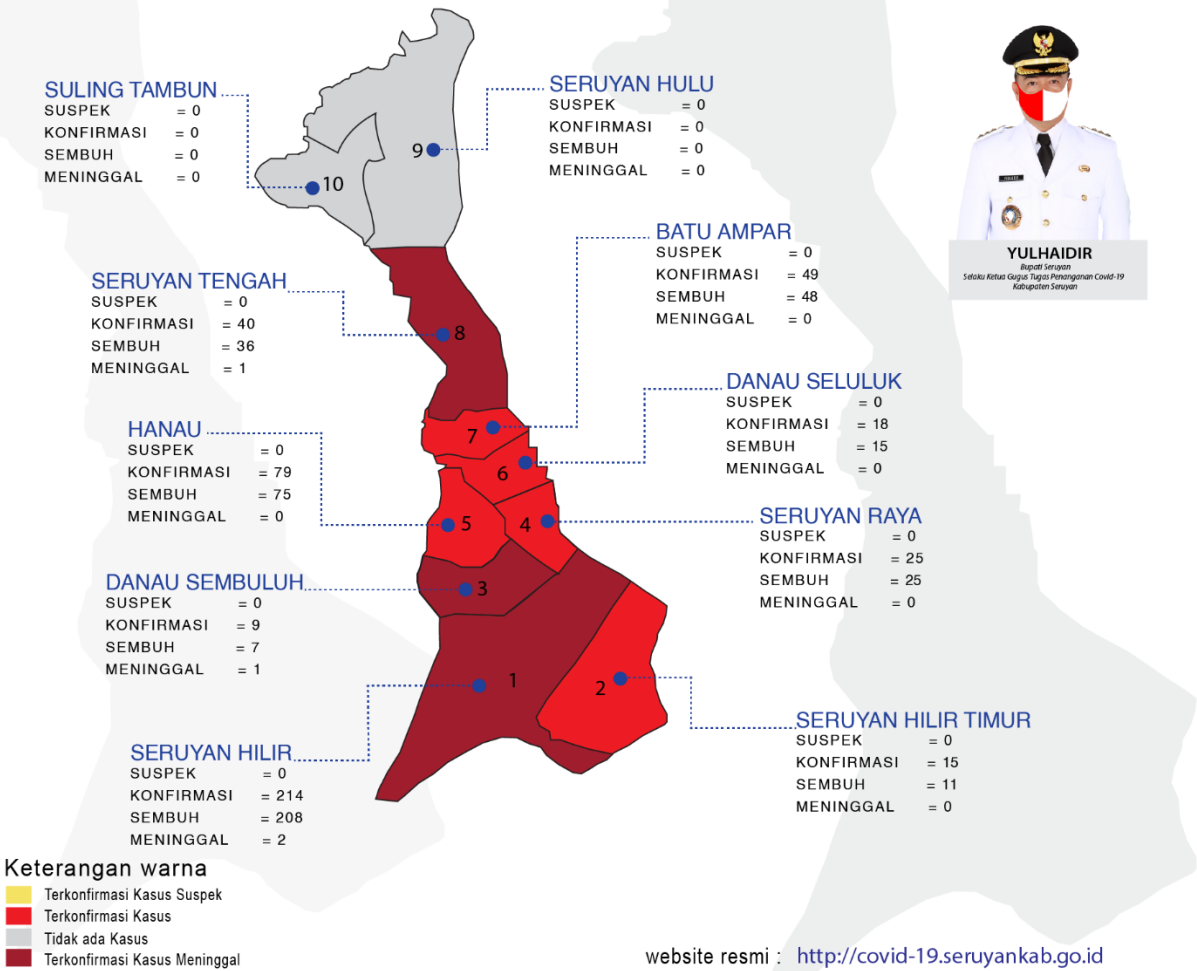 SULING TAMBUN
SUSPEK = 0
KONFIRMASI = 0
SEMBUH = 0
MENINGGAL = 0
SERUYAN HULU
SUSPEK = 0
KONFIRMASI = 0
SEMBUH = 0
MENINGGAL = 0
9
10
YULHAIDIR
Bupati Seruyan
Selaku Ketua Gugus Tugas Penanganan Covid-19
Kabupaten Seruyan
BATU AMPAR
SUSPEK = 0
KONFIRMASI = 49
SEMBUH = 48
MENINGGAL = 0
SERUYAN TENGAH
SUSPEK = 0
KONFIRMASI = 40
SEMBUH = 36
MENINGGAL = 1
8
DANAU SELULUK
SUSPEK = 0
KONFIRMASI = 18
SEMBUH = 15
MENINGGAL = 0
HANAU
SUSPEK = 0
KONFIRMASI = 79
SEMBUH = 75
MENINGGAL = 0
7
6
5
4
SERUYAN RAYA
SUSPEK = 0
KONFIRMASI = 25
SEMBUH = 25
MENINGGAL = 0
DANAU SEMBULUH
SUSPEK = 0
KONFIRMASI = 9
SEMBUH = 7
MENINGGAL = 1
3
1
2
SERUYAN HILIR TIMUR
SUSPEK = 0
KONFIRMASI = 15
SEMBUH = 11
MENINGGAL = 0
SERUYAN HILIR
SUSPEK = 0
KONFIRMASI = 214
SEMBUH = 208
MENINGGAL = 2
Keterangan warna
Terkonfirmasi Kasus Suspek
Terkonfirmasi Kasus
Tidak ada Kasus
Terkonfirmasi Kasus Meninggal
website resmi : http://covid-19.seruyankab.go.id